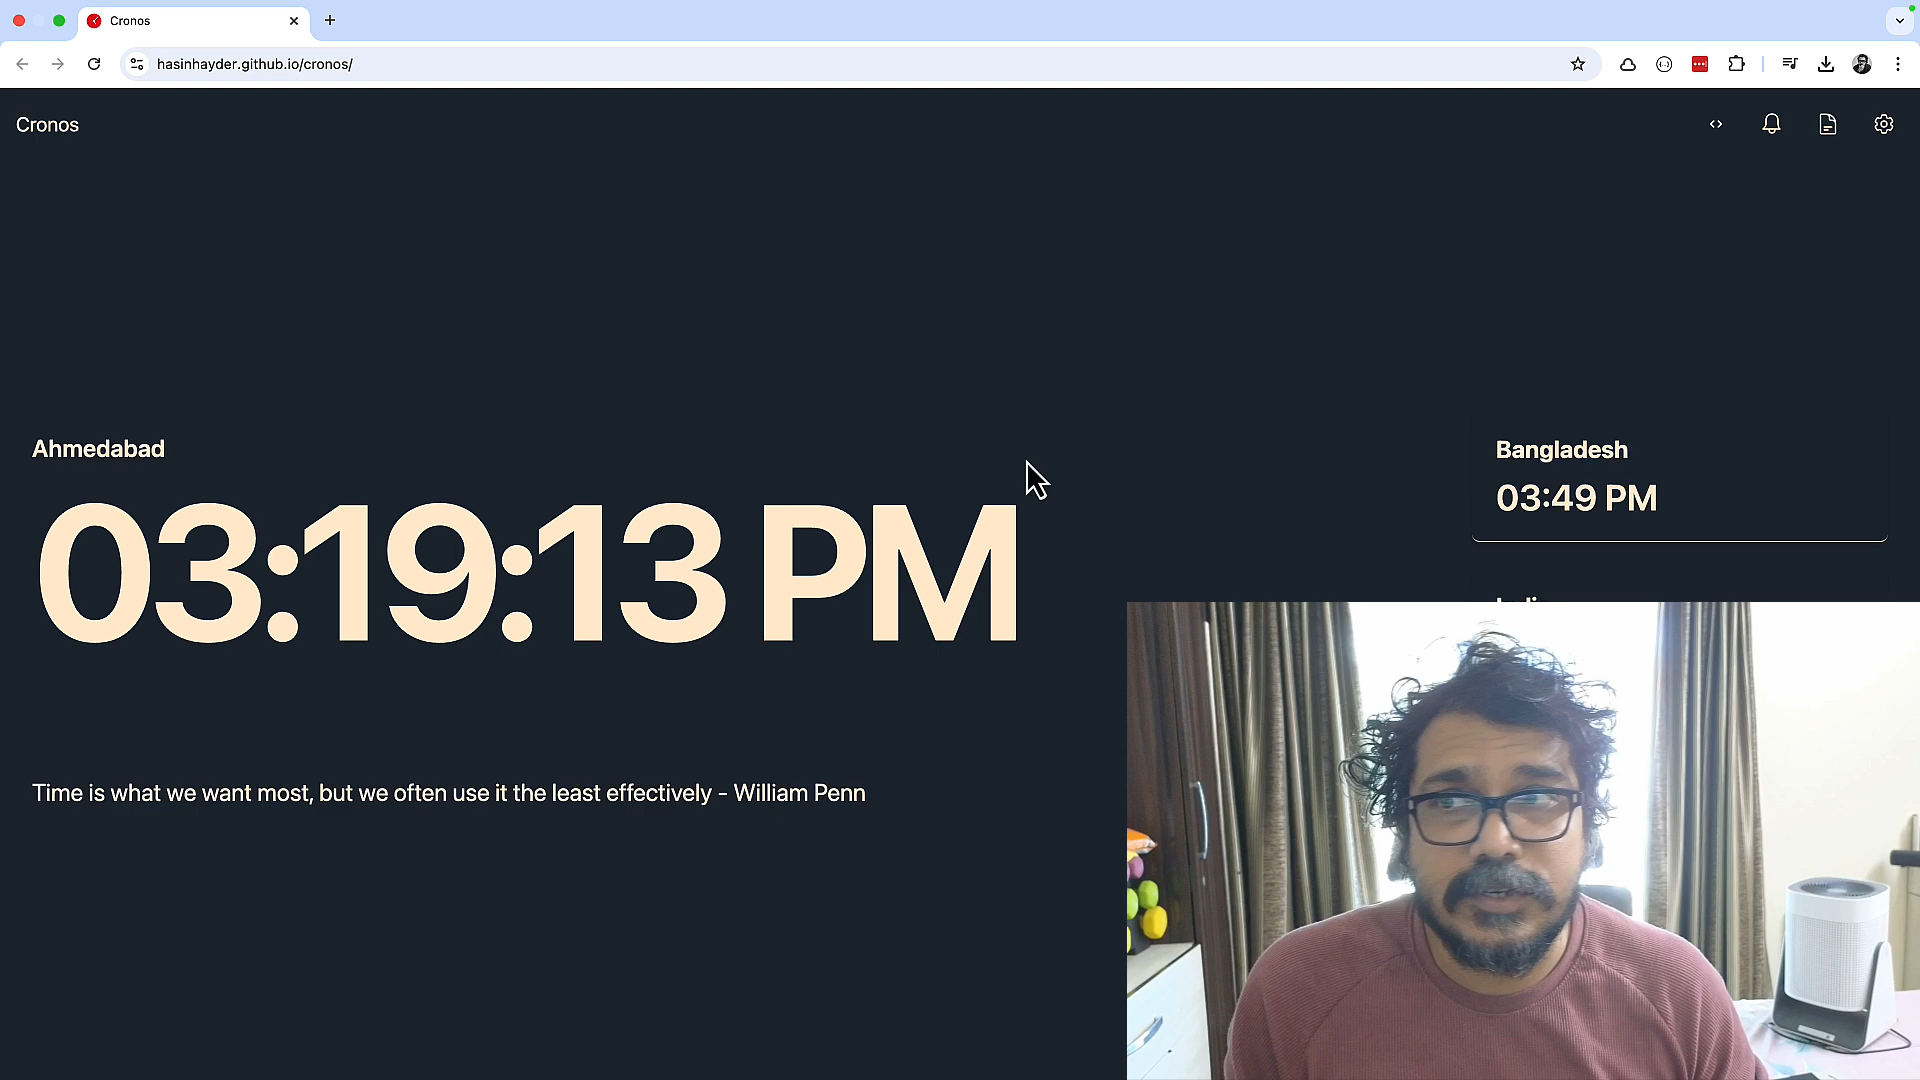 Cronos
hasinhayder.github.io/cronos/
Cronos
Ahmedabad
03:19:13 PM
Time is what we want most, but we often use it the least effectively - William Penn
Bangladesh
03:49 PM